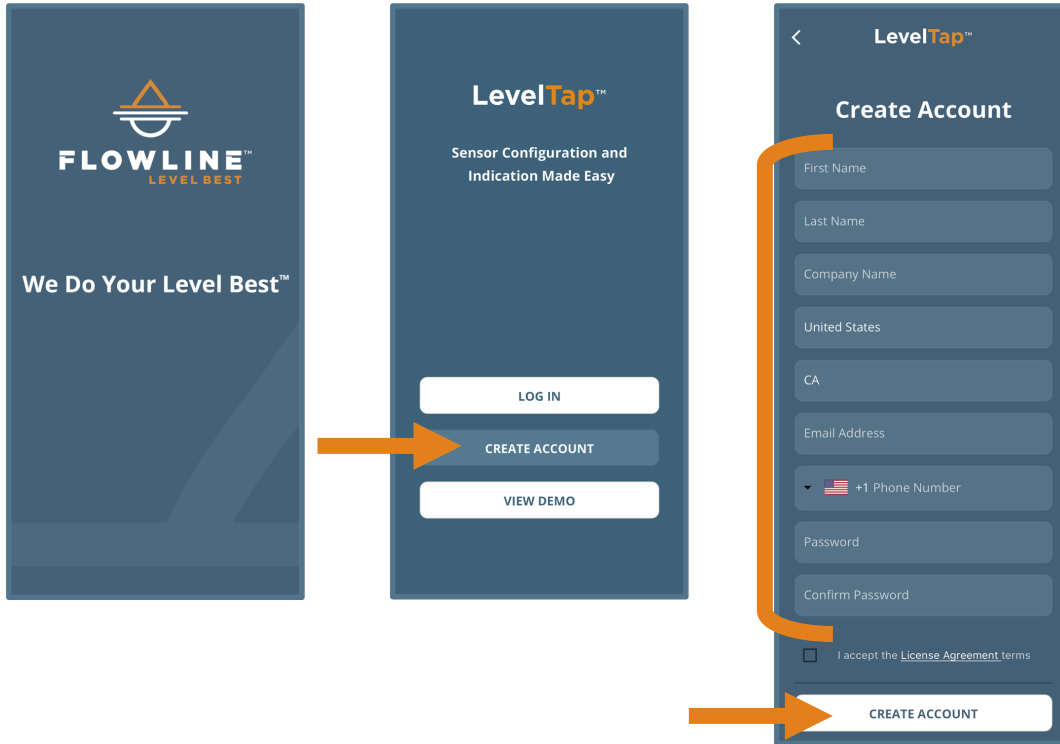 FLOWLINE™
LEVEL BEST
We Do Your Level Best™
LevelTap™
Sensor Configuration and
Indication Made Easy
LOG IN
CREATE ACCOUNT
VIEW DEMO
LevelTap™
Create Account
First Name
Last Name
Company Name
United States
CA
Email Address
+1 Phone Number
Password
Confirm Password
I accept the License Agreement terms
CREATE ACCOUNT